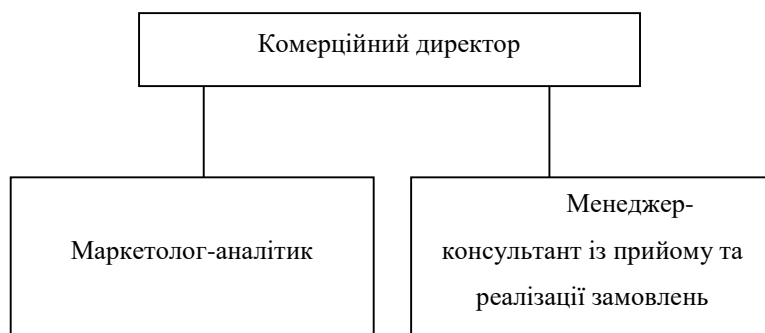 Комерційний директор
Маркетолог-аналітик
Менеджер-
консультант із прийому та
реалізації замовлень